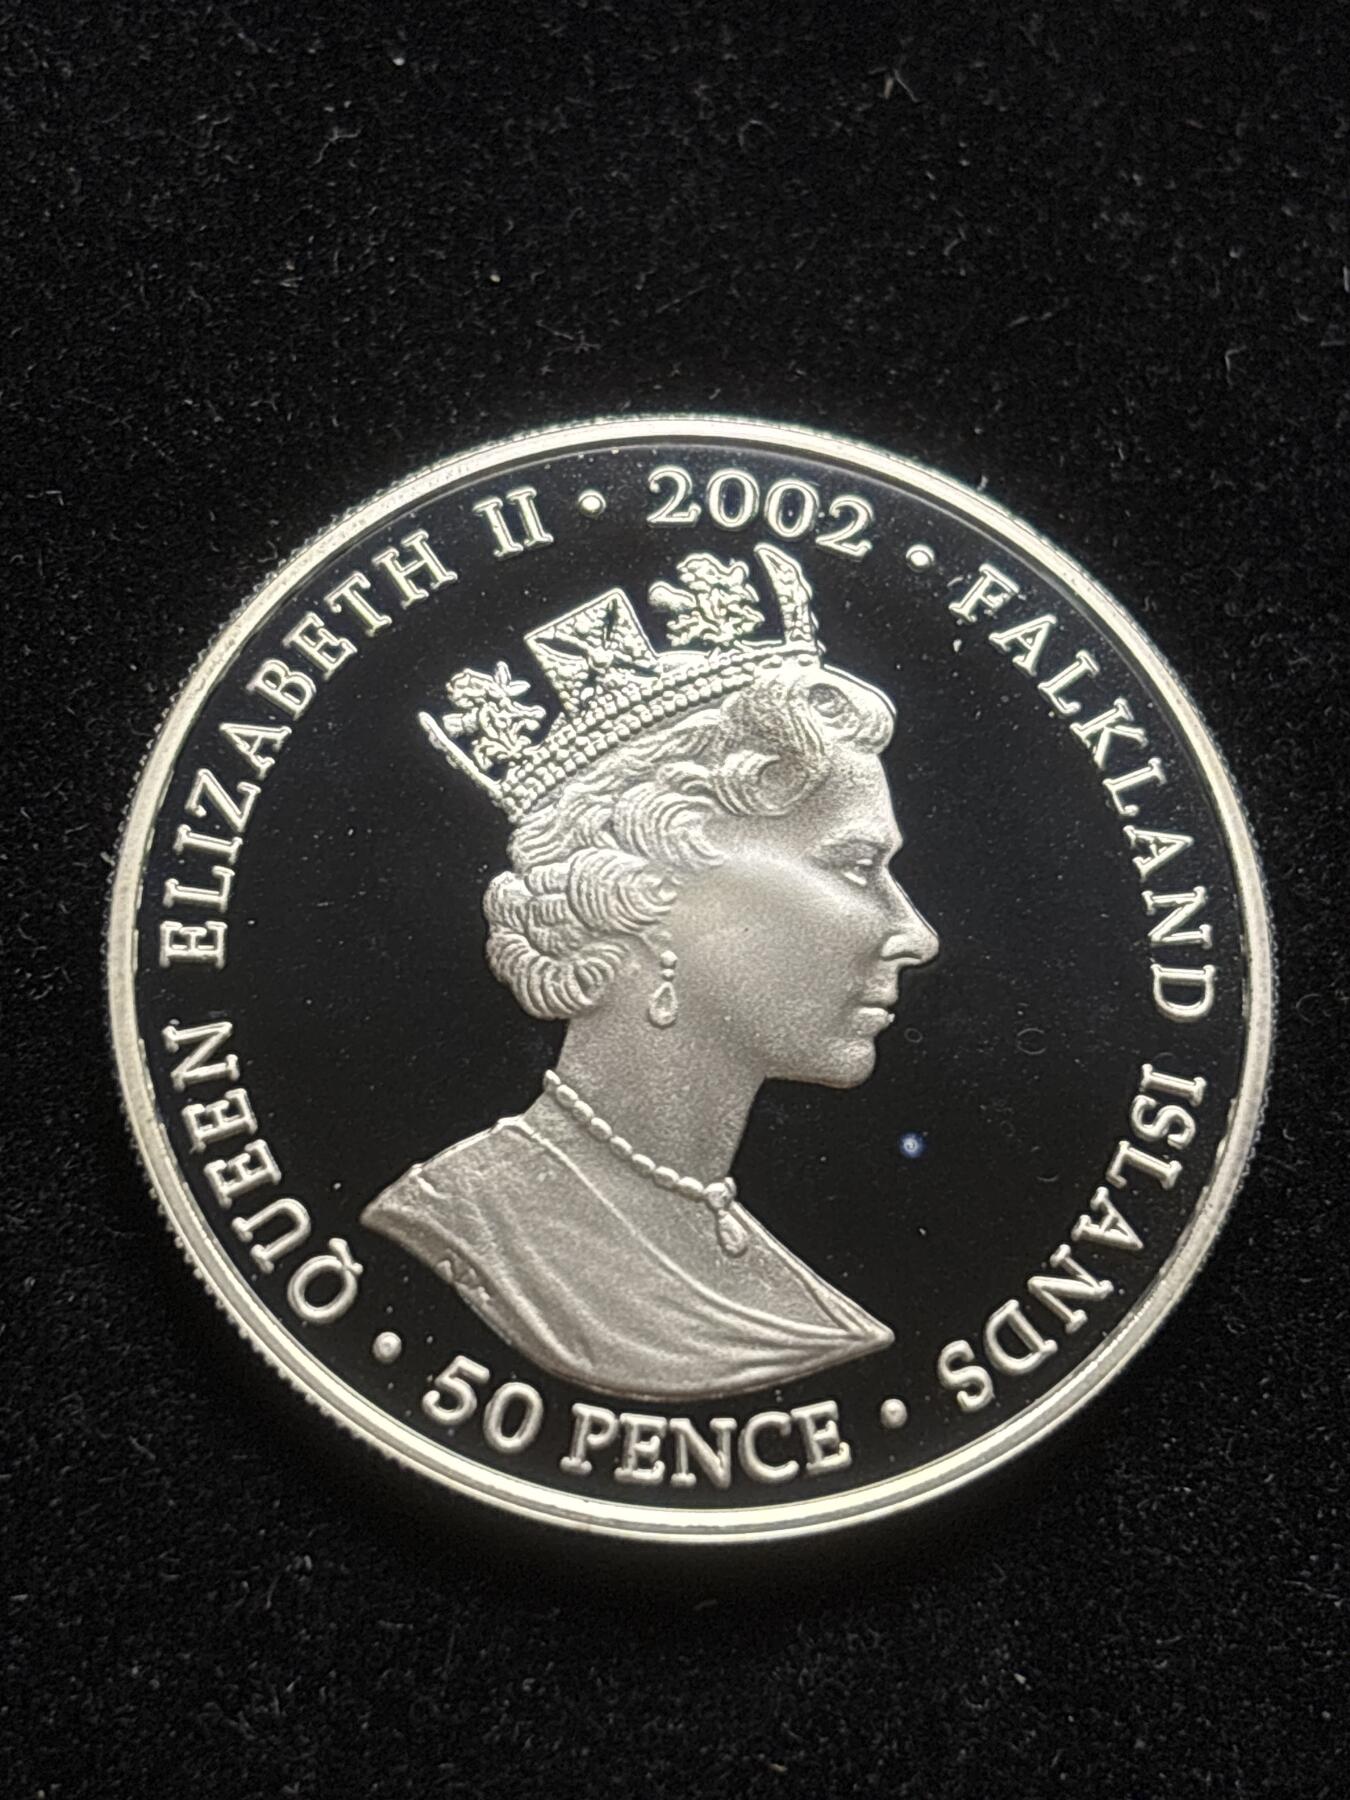 QUEEN ELIZABETH II · 2002 · FALKLAND ISLANDS ·
50 PENCE ·